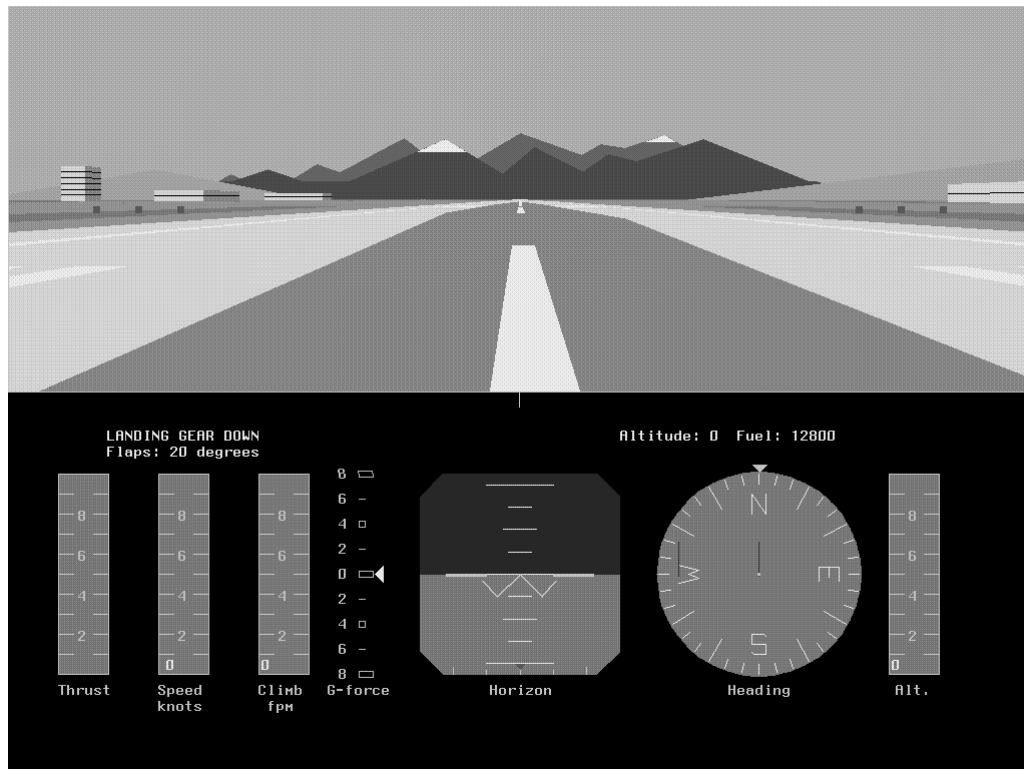 LANDING GEAR DOWN
Flaps: 20 degrees
Altitude: 0 Fuel: 12800
8
6
4
2
Thrust
8
6
4
2
0
Speed
knots
8
6
4
2
0
Climb
fpm
8
6
4
2
0
2
4
6
8
G-force
Horizon
N
W
E
S
Heading
8
6
4
2
0
Alt.